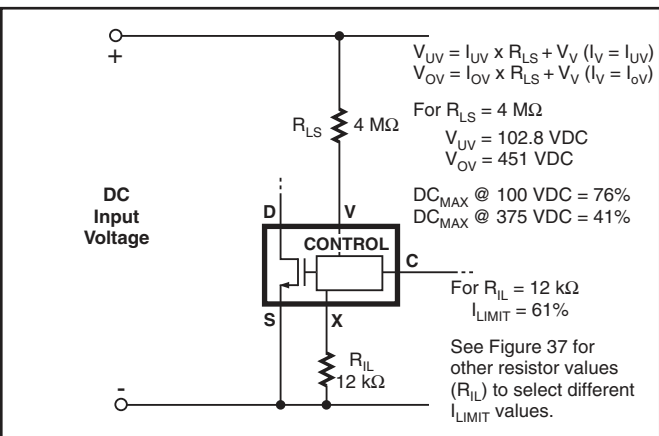 +
V_UV = I_UV x R_LS + V_V (I_V = I_UV)
V_OV = I_OV x R_LS + V_V (I_V = I_oV)
R_LS 4 MΩ
For R_LS = 4 MΩ
V_UV = 102.8 VDC
V_OV = 451 VDC
DC
Input
Voltage
DC_MAX @ 100 VDC = 76%
DC_MAX @ 375 VDC = 41%
D V
CONTROL
C
S X
For R_IL = 12 kΩ
I_LIMIT = 61%
R_IL
12 kΩ
See Figure 37 for
other resistor values
(R_IL) to select different
I_LIMIT values.
-